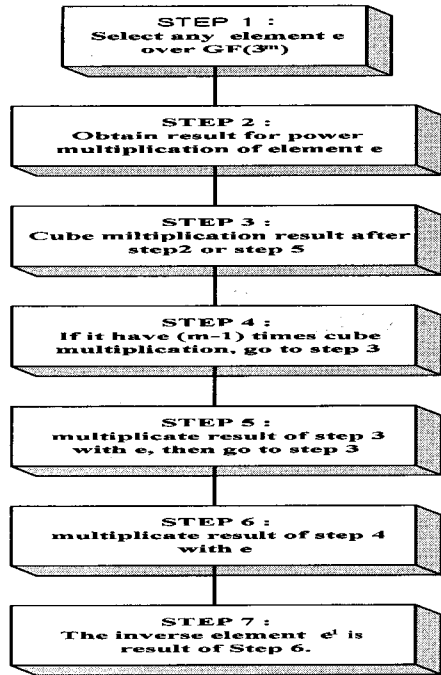 STEP 1 :
Select any element e
over GF(3ᵐ)
STEP 2 :
Obtain result for power
multiplication of element e
STEP 3 :
Cube miltiplication result after
step2 or step 5
STEP 4 :
If it have (m-1) times cube
multiplication, go to step 3
STEP 5 :
multiplicate result of step 3
with e, then go to step 3
STEP 6 :
multiplicate result of step 4
with e
STEP 7 :
The inverse element e¹ is
result of Step 6.